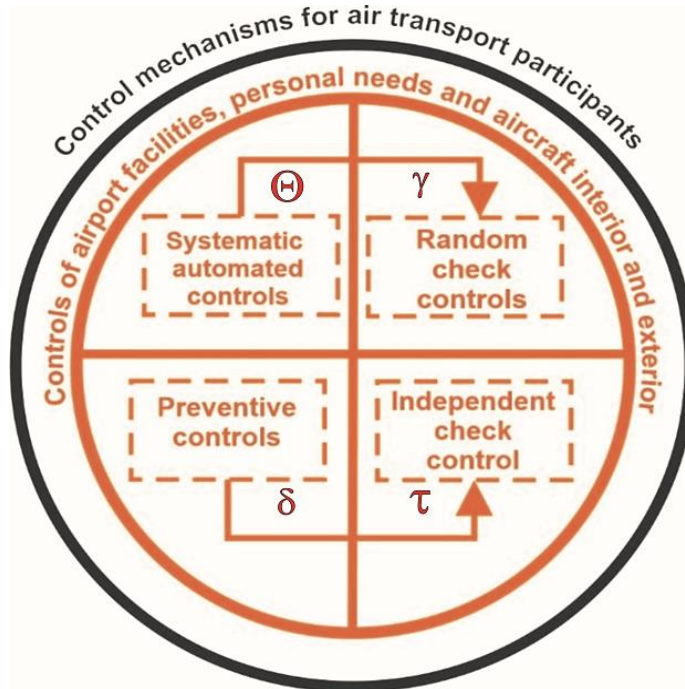 Control mechanisms for air transport participants
Controls of airport facilities, personal needs and aircraft interior and exterior
Θ
γ
Systematic
automated
controls
Random
check
controls
Preventive
controls
Independent
check
control
δ
τ